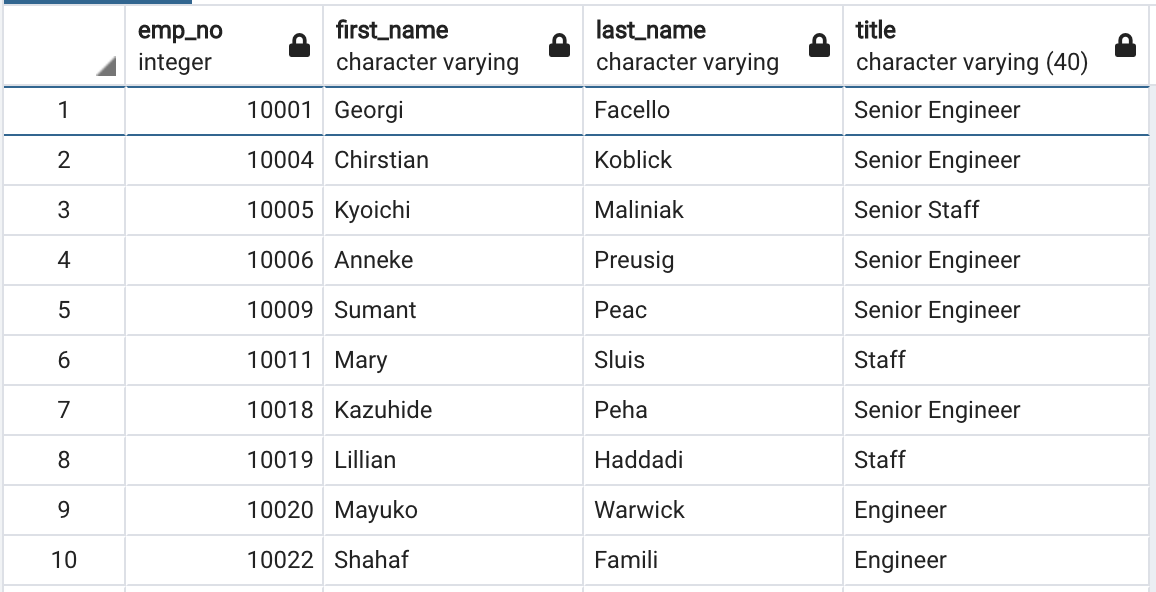 emp_no first_name last_name title
integer character varying character varying character varying (40)
1 10001 Georgi Facello Senior Engineer
2 10004 Chirstian Koblick Senior Engineer
3 10005 Kyoichi Maliniak Senior Staff
4 10006 Anneke Preusig Senior Engineer
5 10009 Sumant Peac Senior Engineer
6 10011 Mary Sluis Staff
7 10018 Kazuhide Peha Senior Engineer
8 10019 Lillian Haddadi Staff
9 10020 Mayuko Warwick Engineer
10 10022 Shahaf Famili Engineer